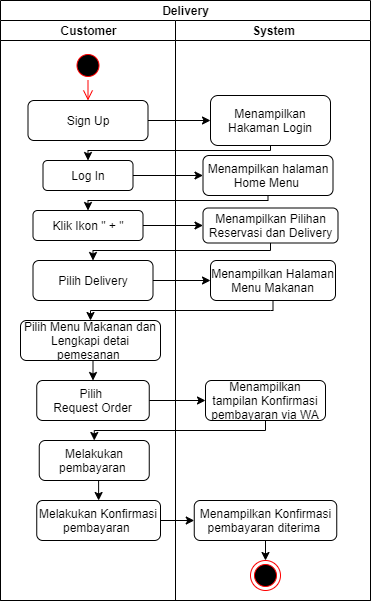 Delivery
Customer
System
Sign Up
Menampilkan
Hakaman Login
Log In
Menampilkan halaman
Home Menu
Klik Ikon " + "
Menampilkan Pilihan
Reservasi dan Delivery
Pilih Delivery
Menampilkan Halaman
Menu Makanan
Pilih Menu Makanan dan
Lengkapi detai
pemesanan
Pilih
Request Order
Menampilkan
tampilan Konfirmasi
pembayaran via WA
Melakukan
pembayaran
Melakukan Konfirmasi
pembayaran
Menampilkan Konfirmasi
pembayaran diterima